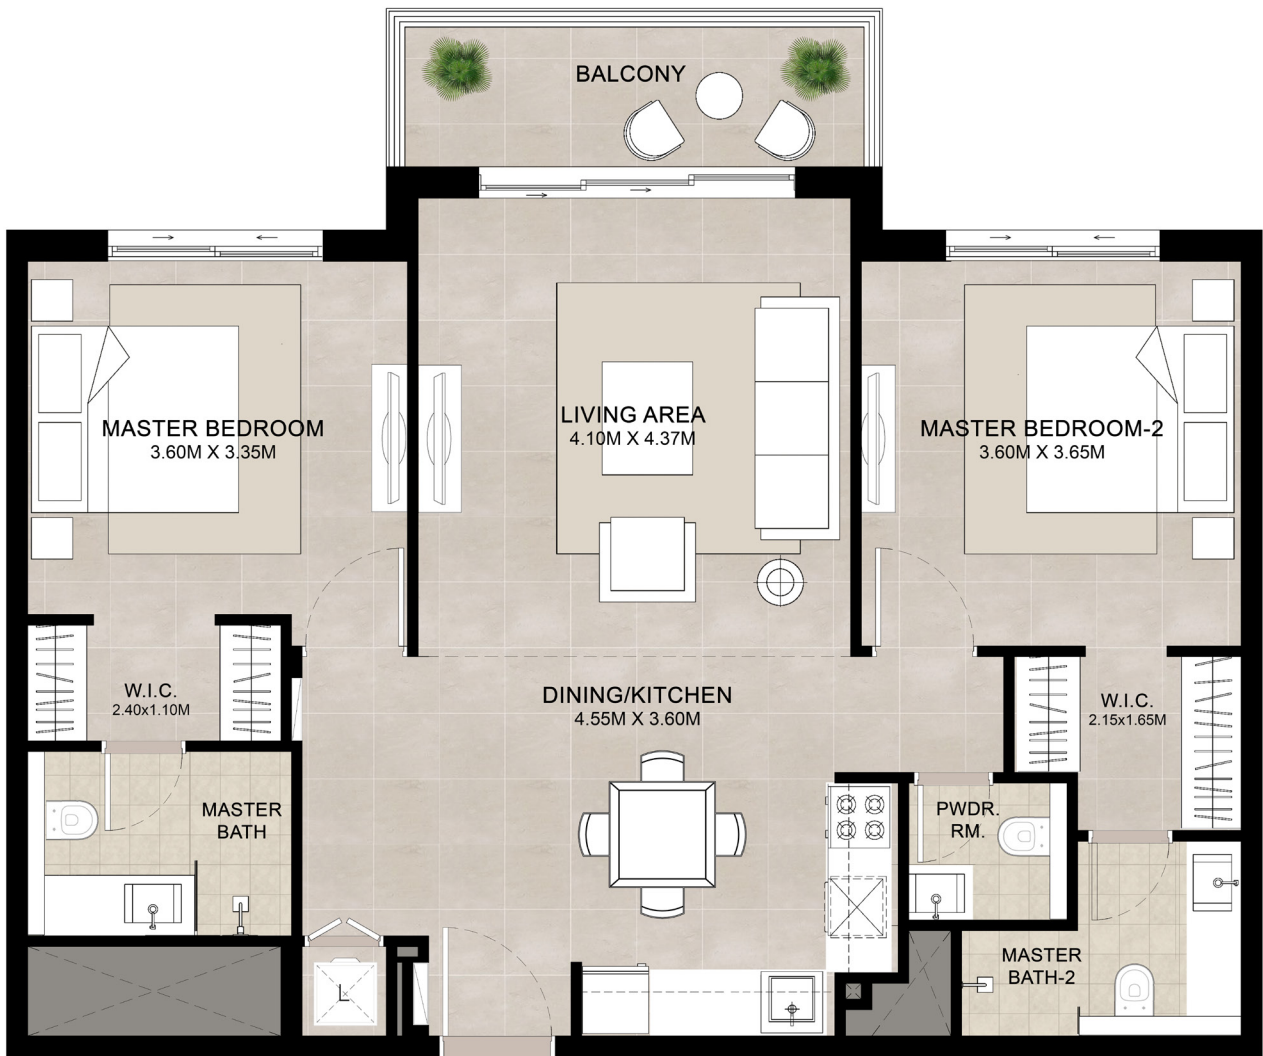 BALCONY
MASTER BEDROOM
3.60M X 3.35M
LIVING AREA
4.10M X 4.37M
MASTER BEDROOM-2
3.60M X 3.65M
W.I.C.
2.40x1.10M
DINING/KITCHEN
4.55M X 3.60M
W.I.C.
2.15x1.65M
MASTER
BATH
PWDR.
RM.
MASTER
BATH-2
L